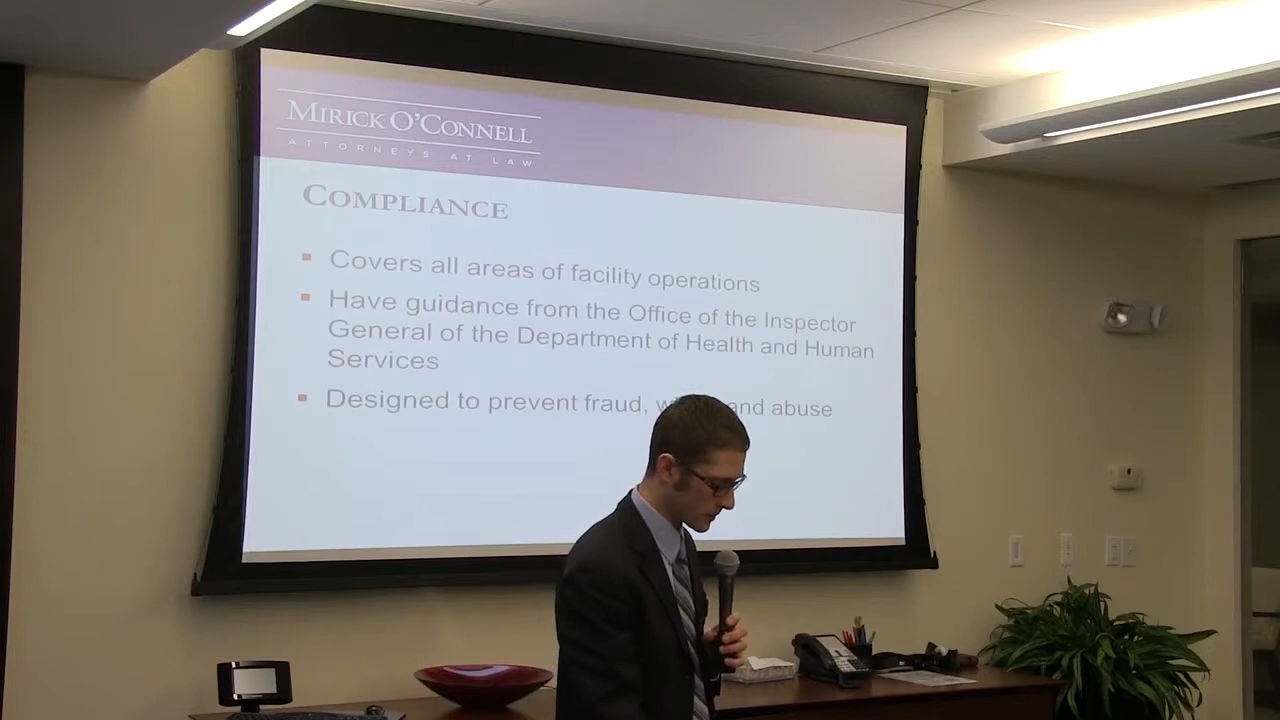 MIRICK O'CONNELL
ATTORNEYS AT LAW
COMPLIANCE
Covers all areas of facility operations
Have guidance from the Office of the Inspector
General of the Department of Health and Human
Services
Designed to prevent fraud, and abuse